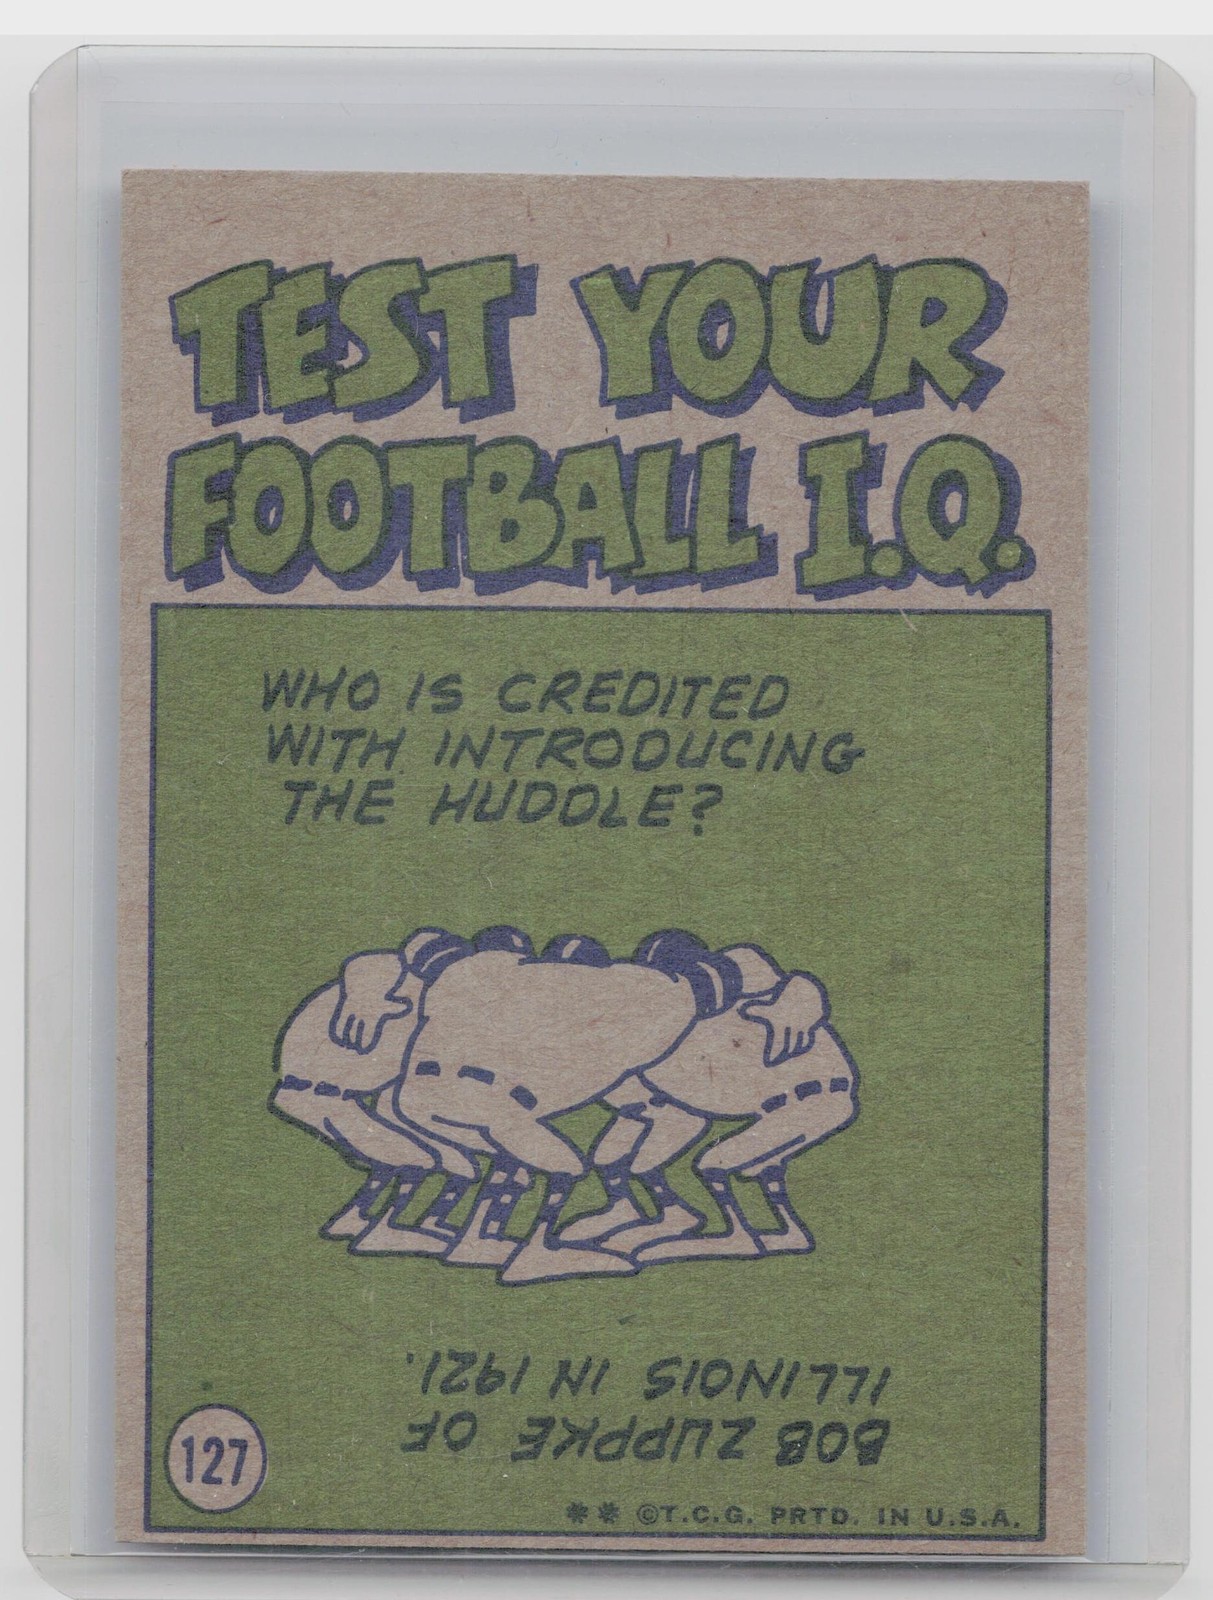 TEST YOUR
FOOTBALL I.Q.
WHO IS CREDITED
WITH INTRODUCING
THE HUDDLE?
BOB ZUPPKE OF
ILLINOIS IN 1921.
127
** ©T.C.G. PRTD. IN U.S.A.